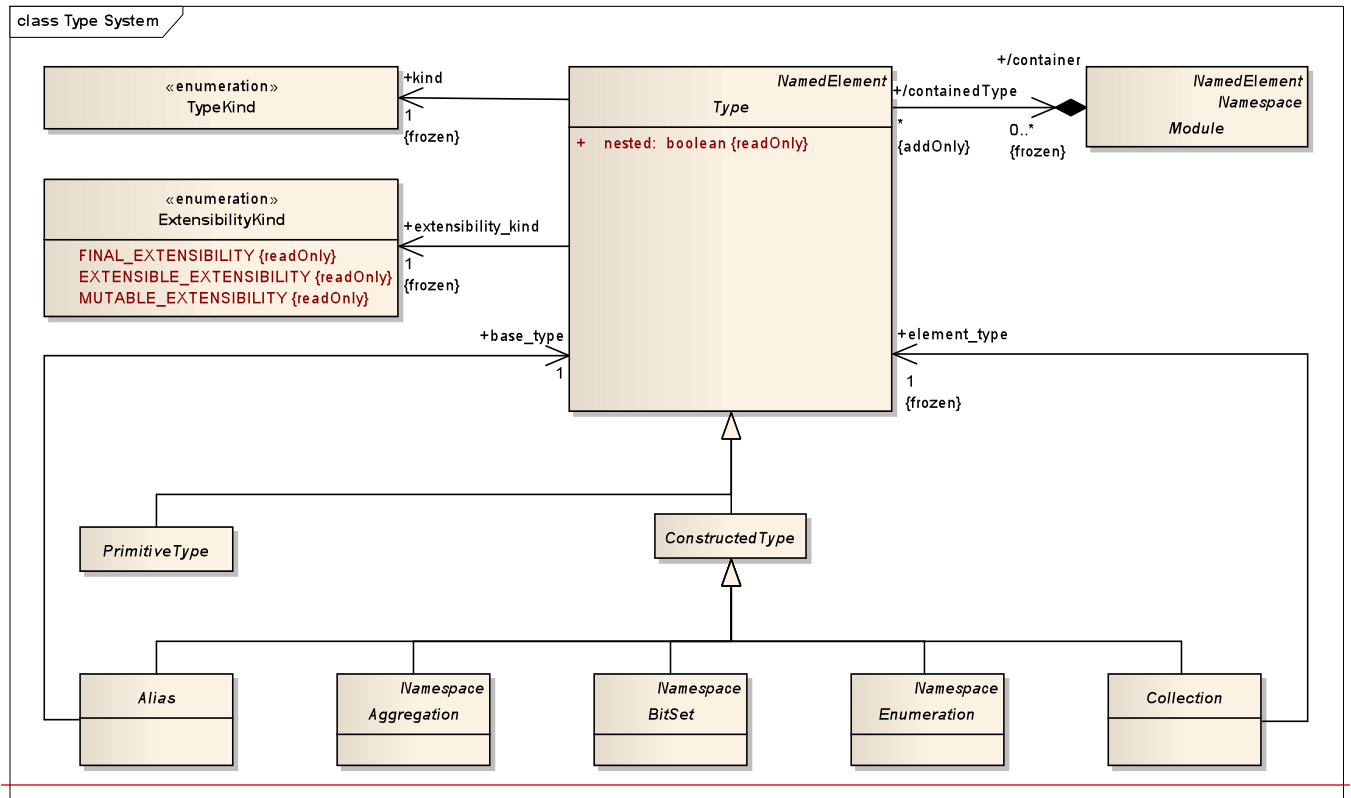 class Type System
«enumeration»
TypeKind
+kind
1
{frozen}
NamedElement
Type
+ nested: boolean {readOnly}
+/containedType
*
{addOnly}
+/container
0..*
{frozen}
NamedElement
Namespace
Module
«enumeration»
ExtensibilityKind
FINAL_EXTENSIBILITY {readOnly}
EXTENSIBLE_EXTENSIBILITY {readOnly}
MUTABLE_EXTENSIBILITY {readOnly}
+extensibility_kind
1
{frozen}
+base_type
1
+element_type
1
{frozen}
PrimitiveType
ConstructedType
Alias
Namespace
Aggregation
Namespace
BitSet
Namespace
Enumeration
Collection